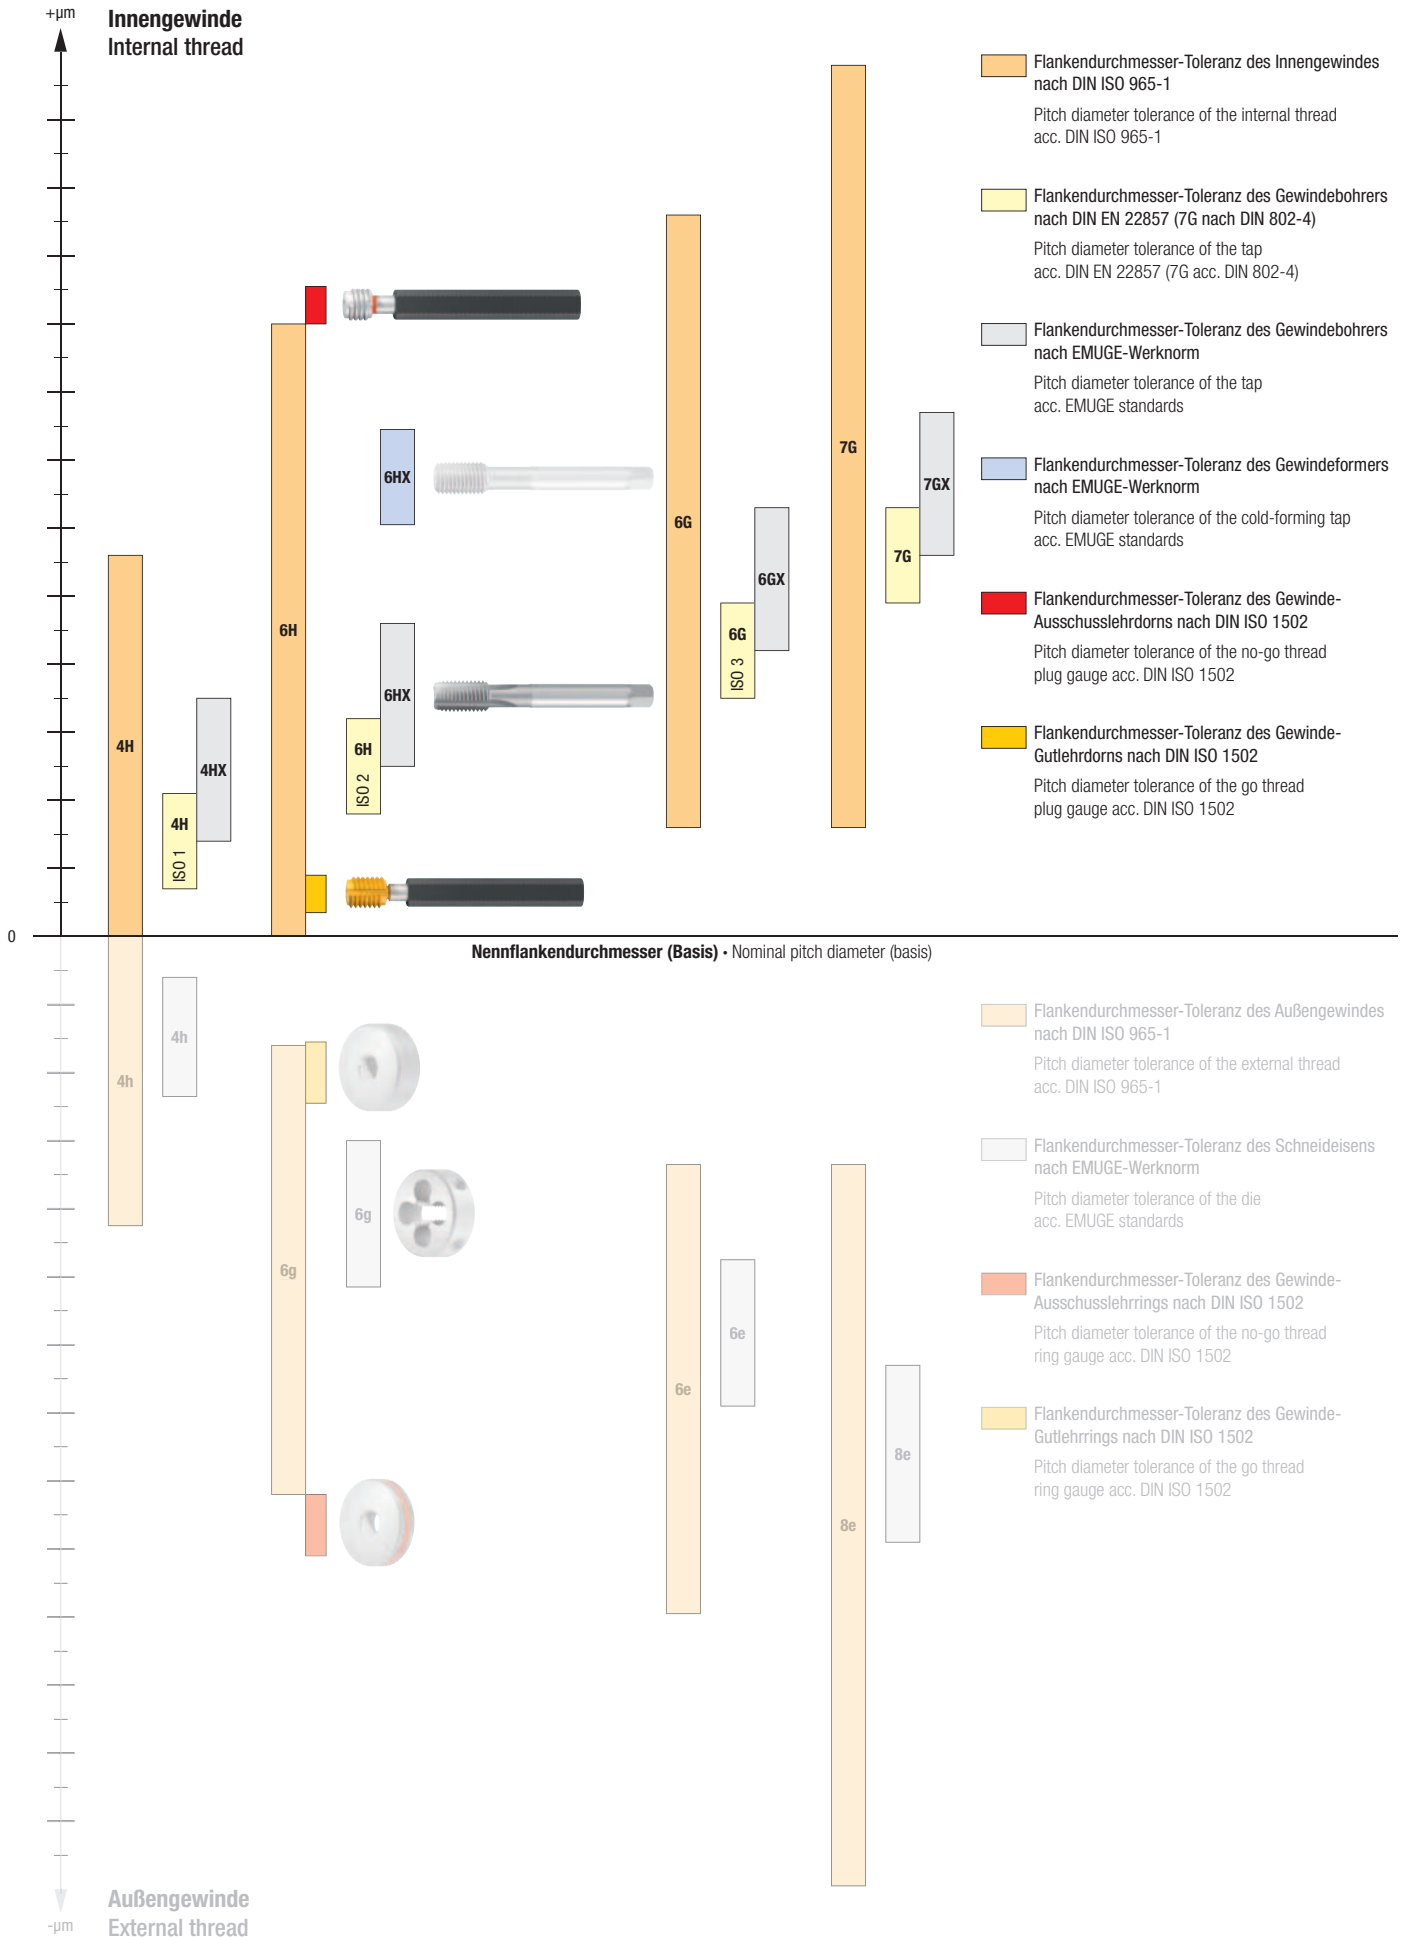 +µm
Innengewinde
Internal thread
Flankendurchmesser-Toleranz des Innengewindes
nach DIN ISO 965-1
Pitch diameter tolerance of the internal thread
acc. DIN ISO 965-1
Flankendurchmesser-Toleranz des Gewindebohrers
nach DIN EN 22857 (7G nach DIN 802-4)
Pitch diameter tolerance of the tap
acc. DIN EN 22857 (7G acc. DIN 802-4)
Flankendurchmesser-Toleranz des Gewindebohrers
nach EMUGE-Werknorm
Pitch diameter tolerance of the tap
acc. EMUGE standards
Flankendurchmesser-Toleranz des Gewindeformers
nach EMUGE-Werknorm
Pitch diameter tolerance of the cold-forming tap
acc. EMUGE standards
Flankendurchmesser-Toleranz des Gewinde-
Ausschusslehrdorns nach DIN ISO 1502
Pitch diameter tolerance of the no-go thread
plug gauge acc. DIN ISO 1502
Flankendurchmesser-Toleranz des Gewinde-
Gutlehrdorns nach DIN ISO 1502
Pitch diameter tolerance of the go thread
plug gauge acc. DIN ISO 1502
4H
4H
ISO 1
4HX
6H
6H
ISO 2
6HX
6HX
6G
6G
ISO 3
6GX
7G
7G
7GX
0
Nennflankendurchmesser (Basis) • Nominal pitch diameter (basis)
4h
4h
6g
6g
6e
6e
8e
8e
Flankendurchmesser-Toleranz des Außengewindes
nach DIN ISO 965-1
Pitch diameter tolerance of the external thread
acc. DIN ISO 965-1
Flankendurchmesser-Toleranz des Schneideisens
nach EMUGE-Werknorm
Pitch diameter tolerance of the die
acc. EMUGE standards
Flankendurchmesser-Toleranz des Gewinde-
Ausschusslehrrings nach DIN ISO 1502
Pitch diameter tolerance of the no-go thread
ring gauge acc. DIN ISO 1502
Flankendurchmesser-Toleranz des Gewinde-
Gutlehrrings nach DIN ISO 1502
Pitch diameter tolerance of the go thread
ring gauge acc. DIN ISO 1502
Außengewinde
External thread
-µm